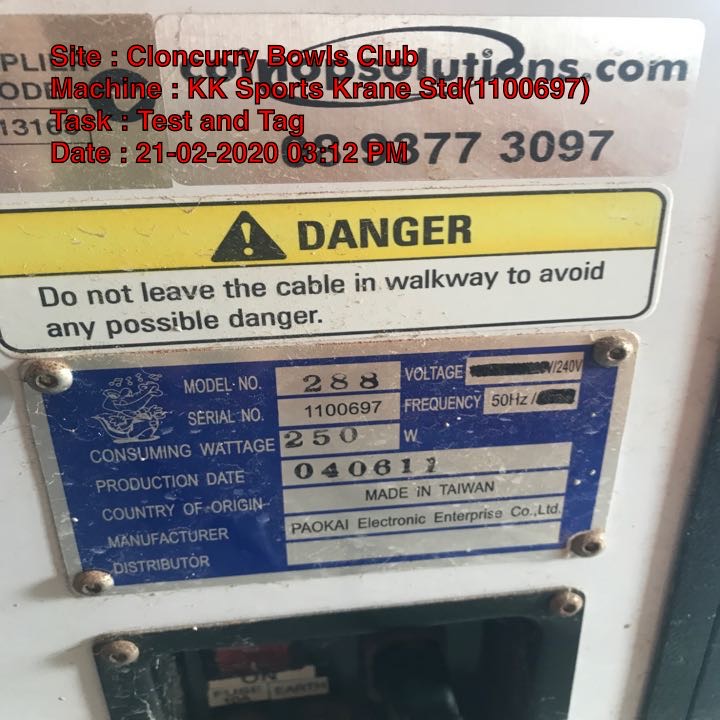 Site : Cloncurry Bowls Club
Machine : KK Sports Krane Std(1100697)
Task : Test and Tag
Date : 21-02-2020 03:12 PM
coinopsolutions.com
08 9377 3097
DANGER
Do not leave the cable in walkway to avoid
any possible danger.
MODEL NO. 288
VOLTAGE V/240V
SERIAL NO. 1100697
FREQUENCY 50Hz /
CONSUMING WATTAGE 250 W
PRODUCTION DATE 040611
COUNTRY OF ORIGIN MADE IN TAIWAN
MANUFACTURER PAOKAI Electronic Enterprise Co.,Ltd.
DISTRIBUTOR
ON
FUSE EARTH